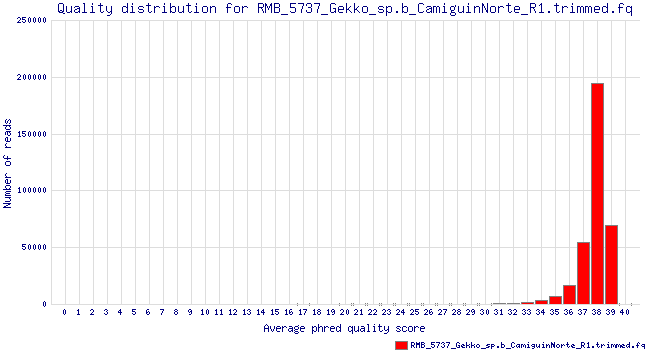 Quality distribution for RMB_5737_Gekko_sp.b_CamiguinNorte_R1.trimmed.fq
250000
200000
150000
100000
50000
0
Number of reads
0 1 2 3 4 5 6 7 8 9 10 11 12 13 14 15 16 17 18 19 20 21 22 23 24 25 26 27 28 29 30 31 32 33 34 35 36 37 38 39 40
Average phred quality score
RMB_5737_Gekko_sp.b_CamiguinNorte_R1.trimmed.fq